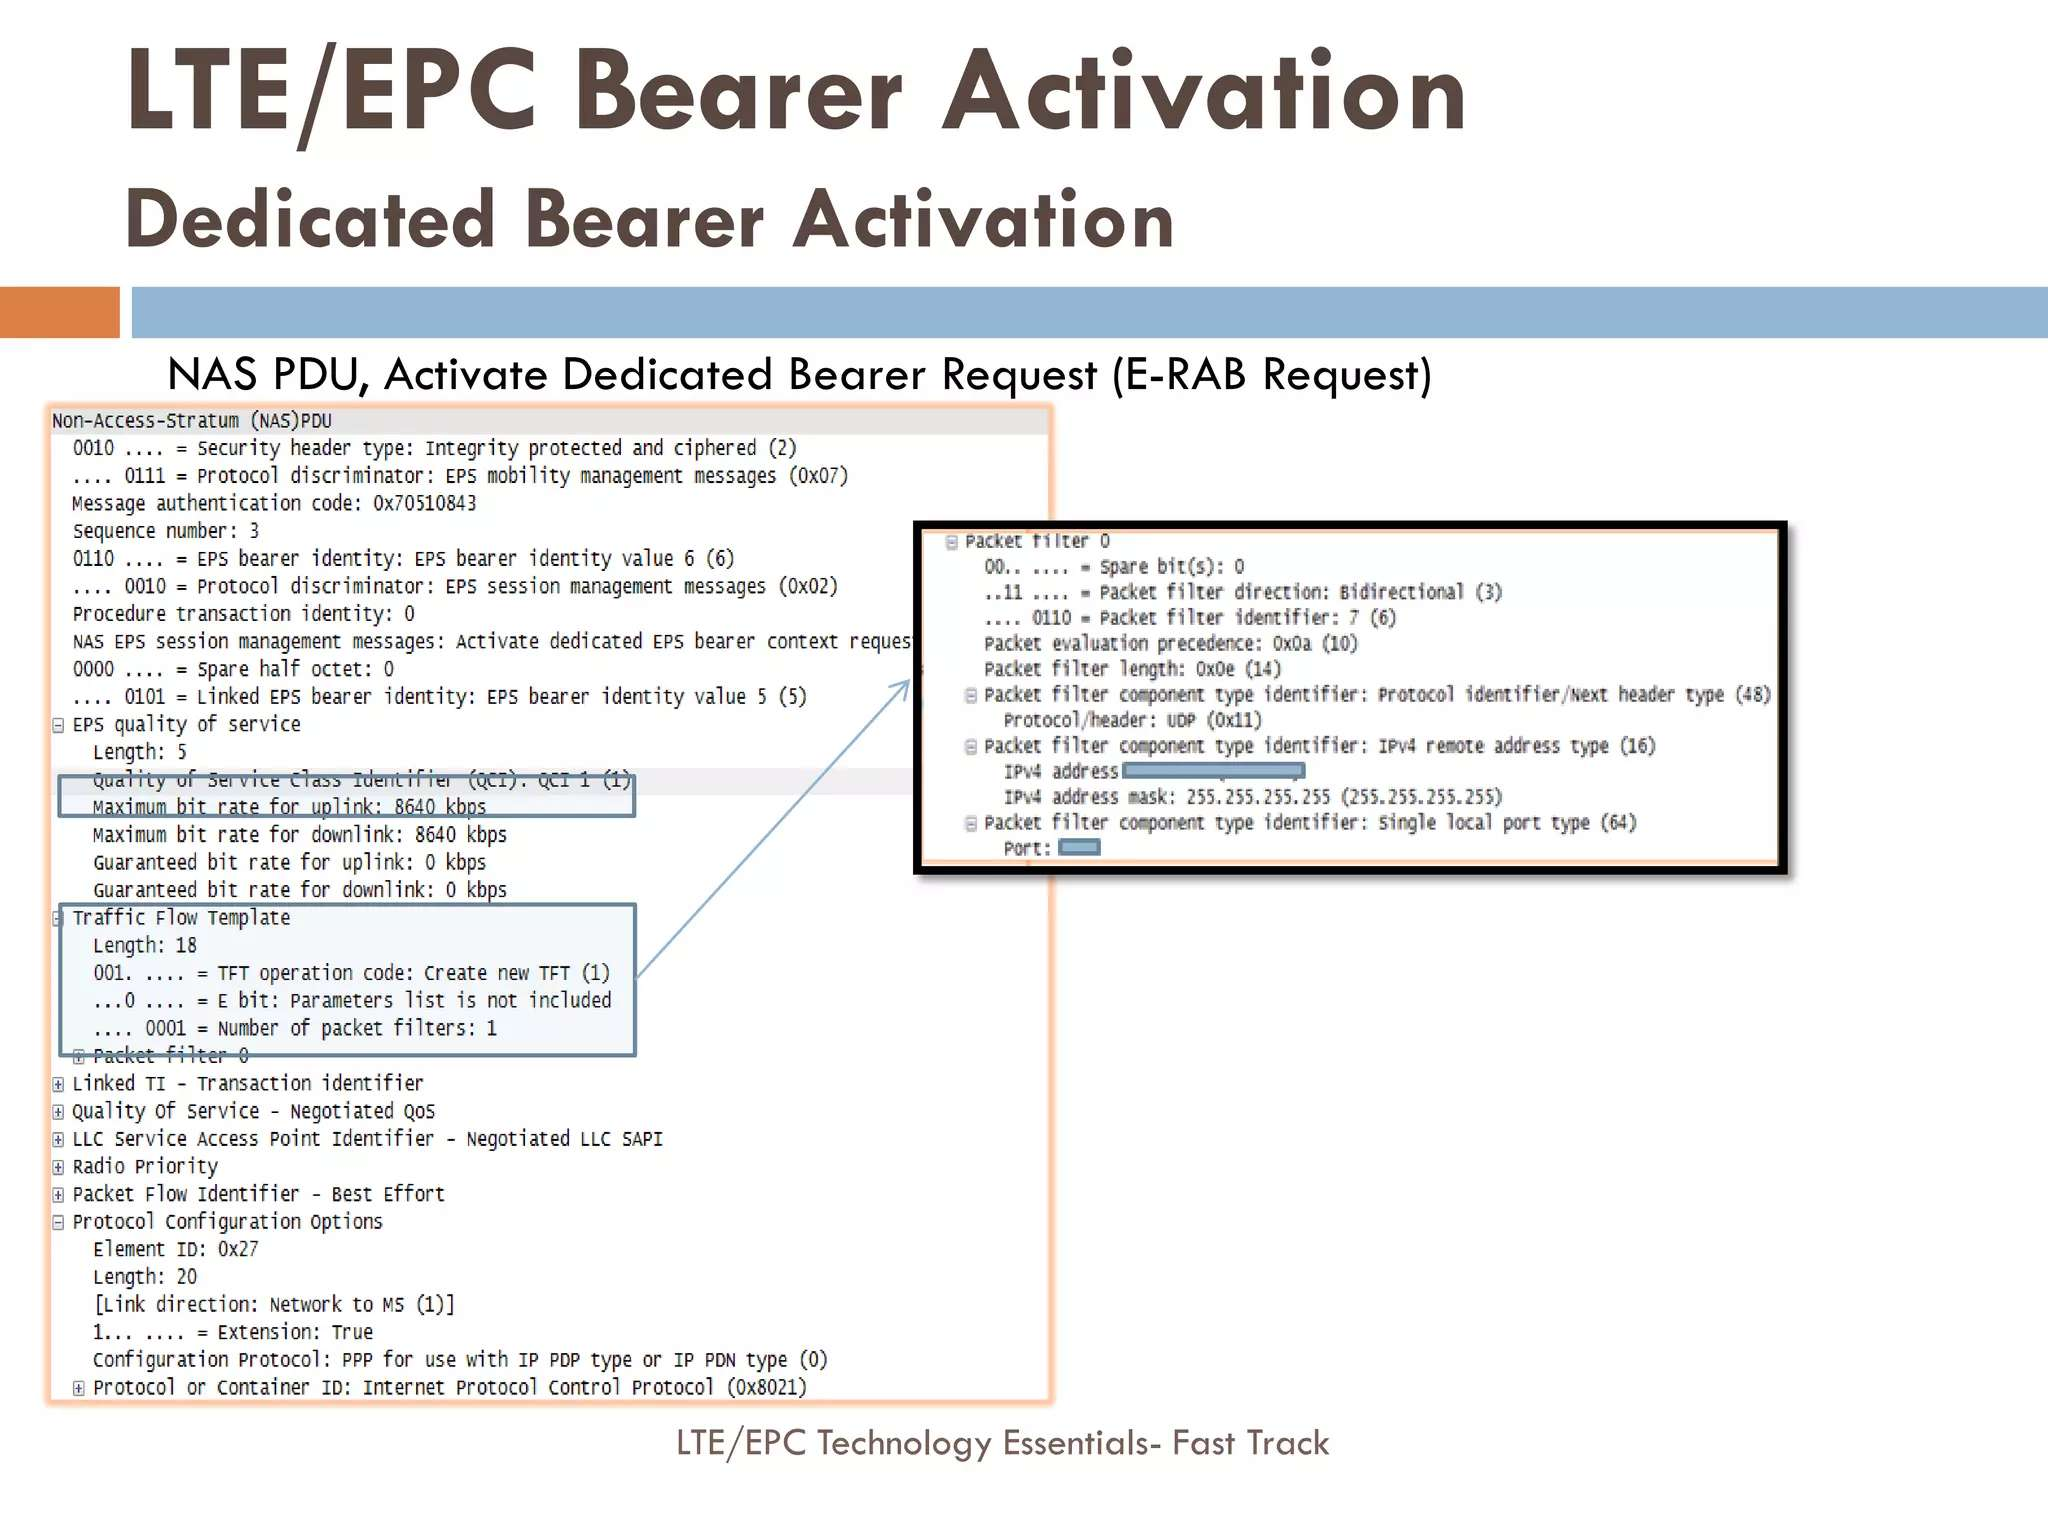 LTE/EPC Bearer Activation
Dedicated Bearer Activation
NAS PDU, Activate Dedicated Bearer Request (E-RAB Request)
Non-Access-Stratum (NAS)PDU
0010 .... = Security header type: Integrity protected and ciphered (2)
.... 0111 = Protocol discriminator: EPS mobility management messages (0x07)
Message authentication code: 0x70510843
Sequence number: 3
0110 .... = EPS bearer identity: EPS bearer identity value 6 (6)
.... 0010 = Protocol discriminator: EPS session management messages (0x02)
Procedure transaction identity: 0
NAS EPS session management messages: Activate dedicated EPS bearer context request
0000 .... = Spare half octet: 0
.... 0101 = Linked EPS bearer identity: EPS bearer identity value 5 (5)
EPS quality of service
Length: 5
Quality of Service Class Identifier (QCI): QCI 1 (1)
Maximum bit rate for uplink: 8640 kbps
Maximum bit rate for downlink: 8640 kbps
Guaranteed bit rate for uplink: 0 kbps
Guaranteed bit rate for downlink: 0 kbps
Traffic Flow Template
Length: 18
001. .... = TFT operation code: Create new TFT (1)
...0 .... = E bit: Parameters list is not included
.... 0001 = Number of packet filters: 1
Packet filter 0
Linked TI - Transaction identifier
Quality Of Service - Negotiated QoS
LLC Service Access Point Identifier - Negotiated LLC SAPI
Radio Priority
Packet Flow Identifier - Best Effort
Protocol Configuration Options
Element ID: 0x27
Length: 20
[Link direction: Network to MS (1)]
1... .... = Extension: True
Configuration Protocol: PPP for use with IP PDP type or IP PDN type (0)
Protocol or Container ID: Internet Protocol Control Protocol (0x8021)
Packet filter 0
00.. .... = Spare bit(s): 0
..11 .... = Packet filter direction: Bidirectional (3)
.... 0110 = Packet filter identifier: 7 (6)
Packet evaluation precedence: 0x0a (10)
Packet filter length: 0x0e (14)
Packet filter component type identifier: Protocol identifier/Next header type (48)
Protocol/header: UDP (0x11)
Packet filter component type identifier: IPv4 remote address type (16)
IPv4 address
IPv4 address mask: 255.255.255.255 (255.255.255.255)
Packet filter component type identifier: Single local port type (64)
Port:
LTE/EPC Technology Essentials- Fast Track